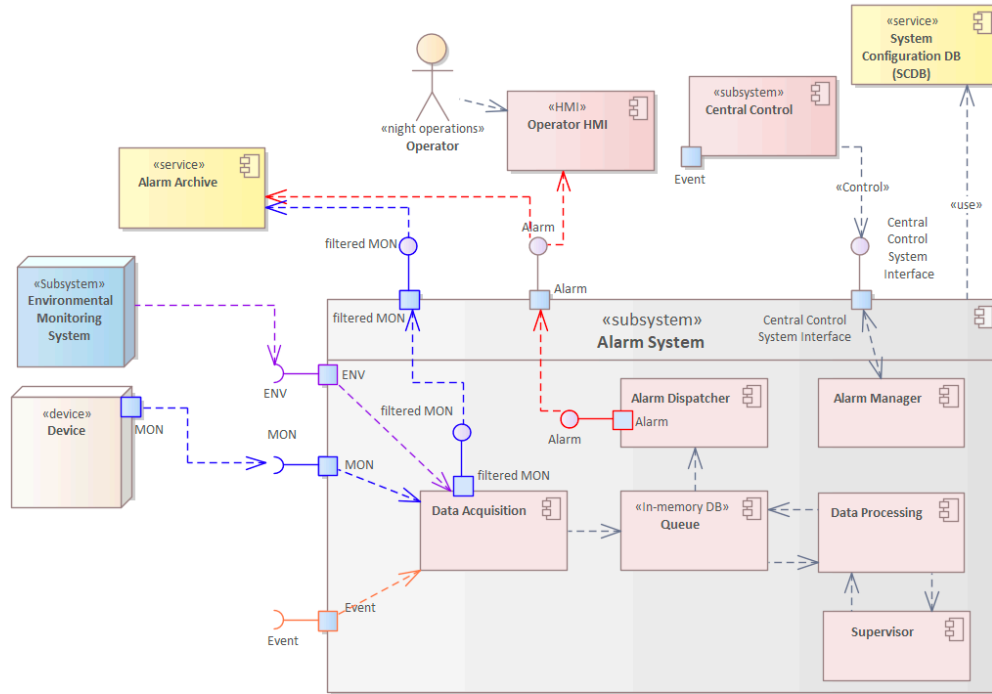 «service»
System
Configuration DB
(SCDB)
«HMI»
Operator HMI
«subsystem»
Central Control
Event
«night operations»
Operator
«service»
Alarm Archive
«Control»
«use»
filtered MON
Alarm
Central
Control
System
Interface
«Subsystem»
Environmental
Monitoring
System
filtered MON
Alarm
«subsystem»
Alarm System
Central Control
System Interface
ENV
ENV
«device»
Device
MON
MON
MON
filtered MON
filtered MON
Data Acquisition
Alarm Dispatcher
Alarm
Alarm
Alarm Manager
«In-memory DB»
Queue
Data Processing
Event
Event
Supervisor